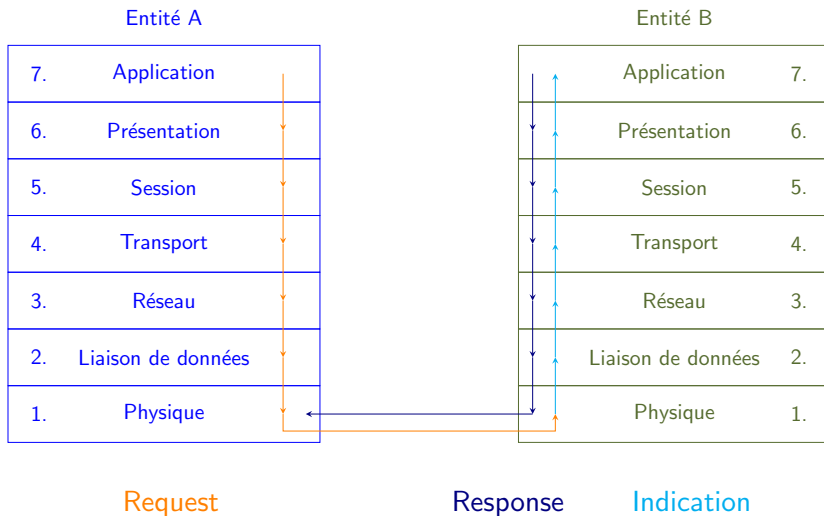 Entité A Entité B
7. Application Application 7.
6. Présentation Présentation 6.
5. Session Session 5.
4. Transport Transport 4.
3. Réseau Réseau 3.
2. Liaison de données Liaison de données 2.
1. Physique Physique 1.
Request Response Indication